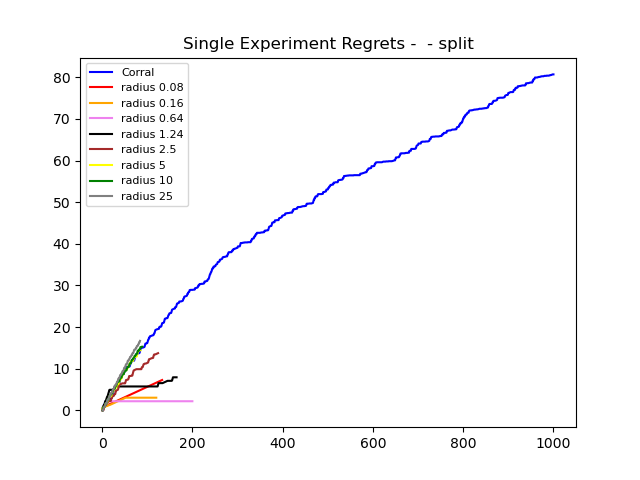 Single Experiment Regrets -  - split
Corral
radius 0.08
radius 0.16
radius 0.64
radius 1.24
radius 2.5
radius 5
radius 10
radius 25
80
70
60
50
40
30
20
10
0
0 200 400 600 800 1000